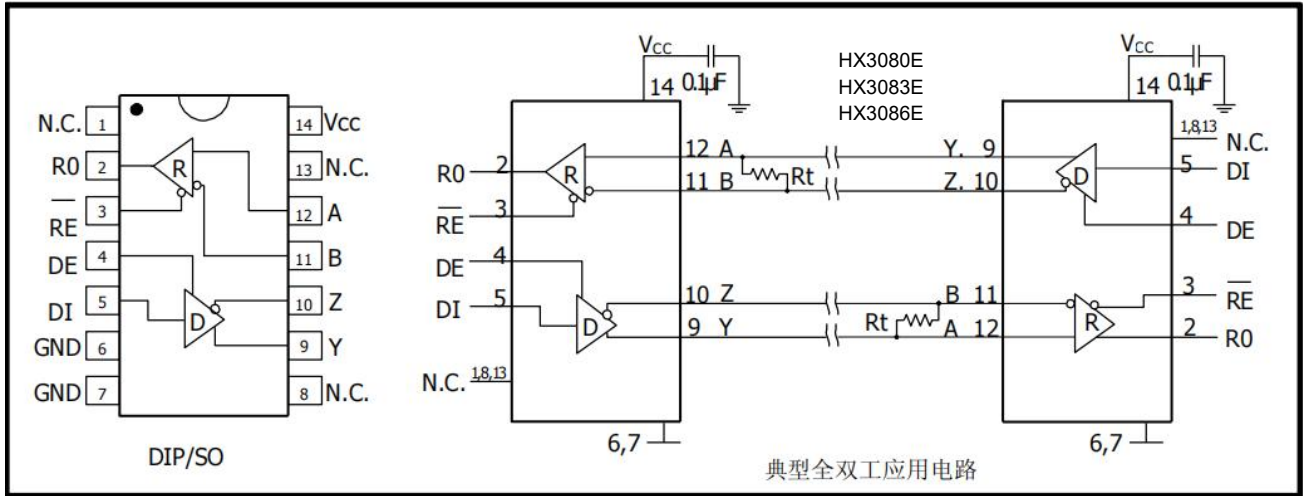 N.C. 1
R0 2
RE 3
DE 4
DI 5
GND 6
GND 7
14 Vcc
13 N.C.
12 A
11 B
10 Z
9 Y
8 N.C.
R
D
DIP/SO
VCC
14 0.1μF
R0 2
RE 3
DE 4
DI 5
N.C. 1,8,13
R
D
12 A
11 B
Rt
10 Z
9 Y
6,7
HX3080E
HX3083E
HX3086E
VCC
14 0.1μF
Y. 9
Z. 10
D
1,8,13 N.C.
5 DI
4 DE
B 11
Rt
A 12
R
3 RE
2 R0
6,7
典型全双工应用电路